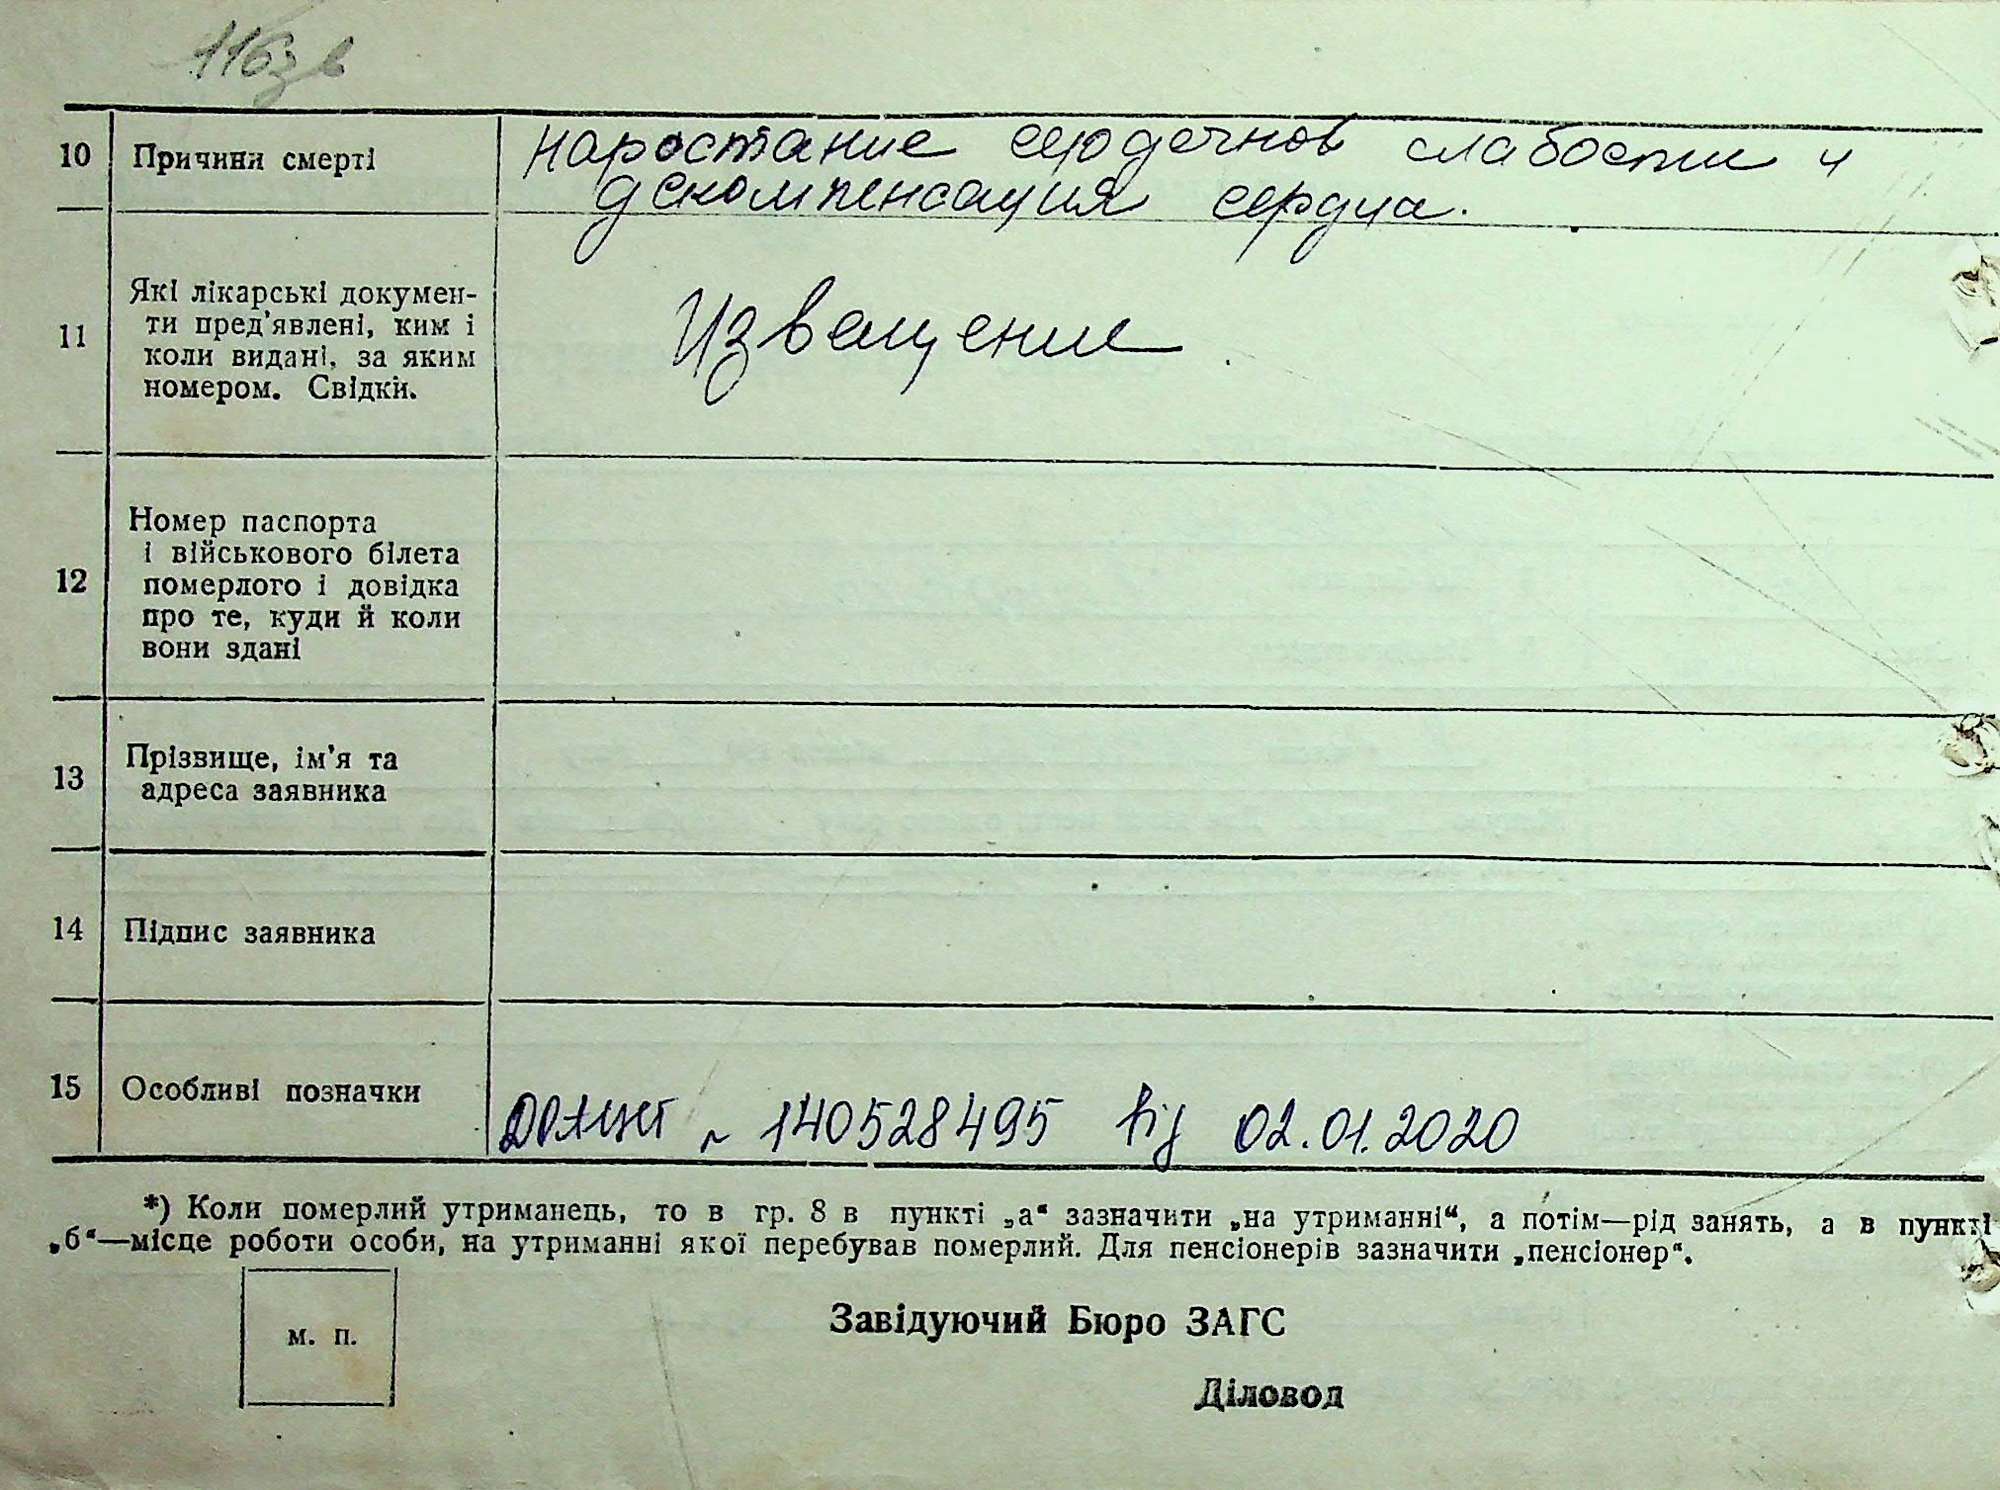 116зв
10 Причини смерті наростание сердечной слабости и
декомпенсация сердца.
11 Які лікарські докумен-
ти пред'явлені, ким і
коли видані, за яким
номером. Свідки.
Извещение
12 Номер паспорта
і військового білета
померлого і довідка
про те, куди й коли
вони здані
13 Прізвище, ім'я та
адреса заявника
14 Підпис заявника
15 Особливі позначки
ДРАЦСГ ~ 140528495 від 02.01.2020
*) Коли померлий утриманець, то в гр. 8 в пункті „а“ зазначити „на утриманні“, а потім—рід занять, а в пункті
„б“—місце роботи особи, на утриманні якої перебував померлий. Для пенсіонерів зазначити „пенсіонер“.
М. П.
Завідуючий Бюро ЗАГС
Діловод